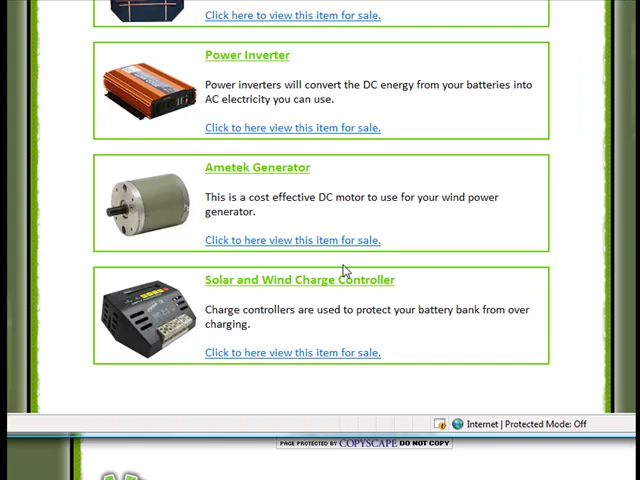 Click here to view this item for sale.
Power Inverter
Power inverters will convert the DC energy from your batteries into
AC electricity you can use.
Click to here view this item for sale.
Ametek Generator
This is a cost effective DC motor to use for your wind power
generator.
Click to here view this item for sale.
Solar and Wind Charge Controller
Charge controllers are used to protect your battery bank from over
charging.
Click to here view this item for sale.
Internet | Protected Mode: Off
PAGE PROTECTED BY COPYSCAPE DO NOT COPY